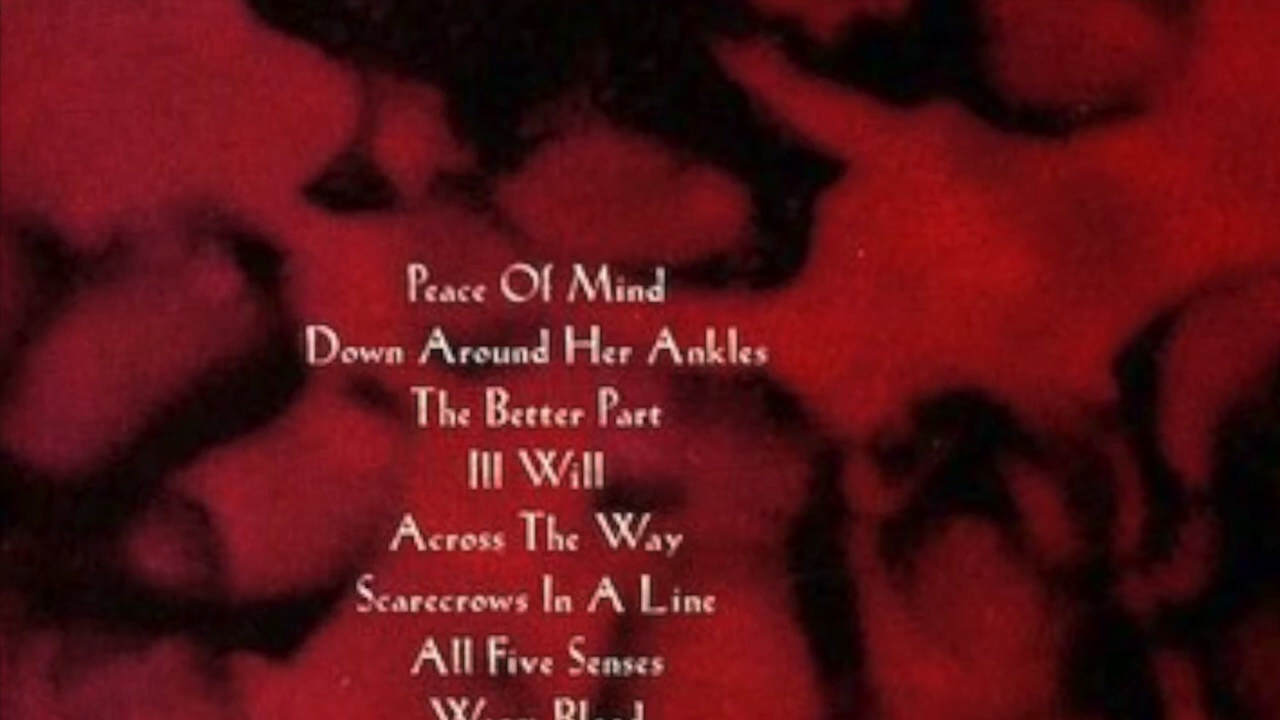 Peace Of Mind
Down Around Her Ankles
The Better Part
Ill Will
Across The Way
Scarecrows In A Line
All Five Senses